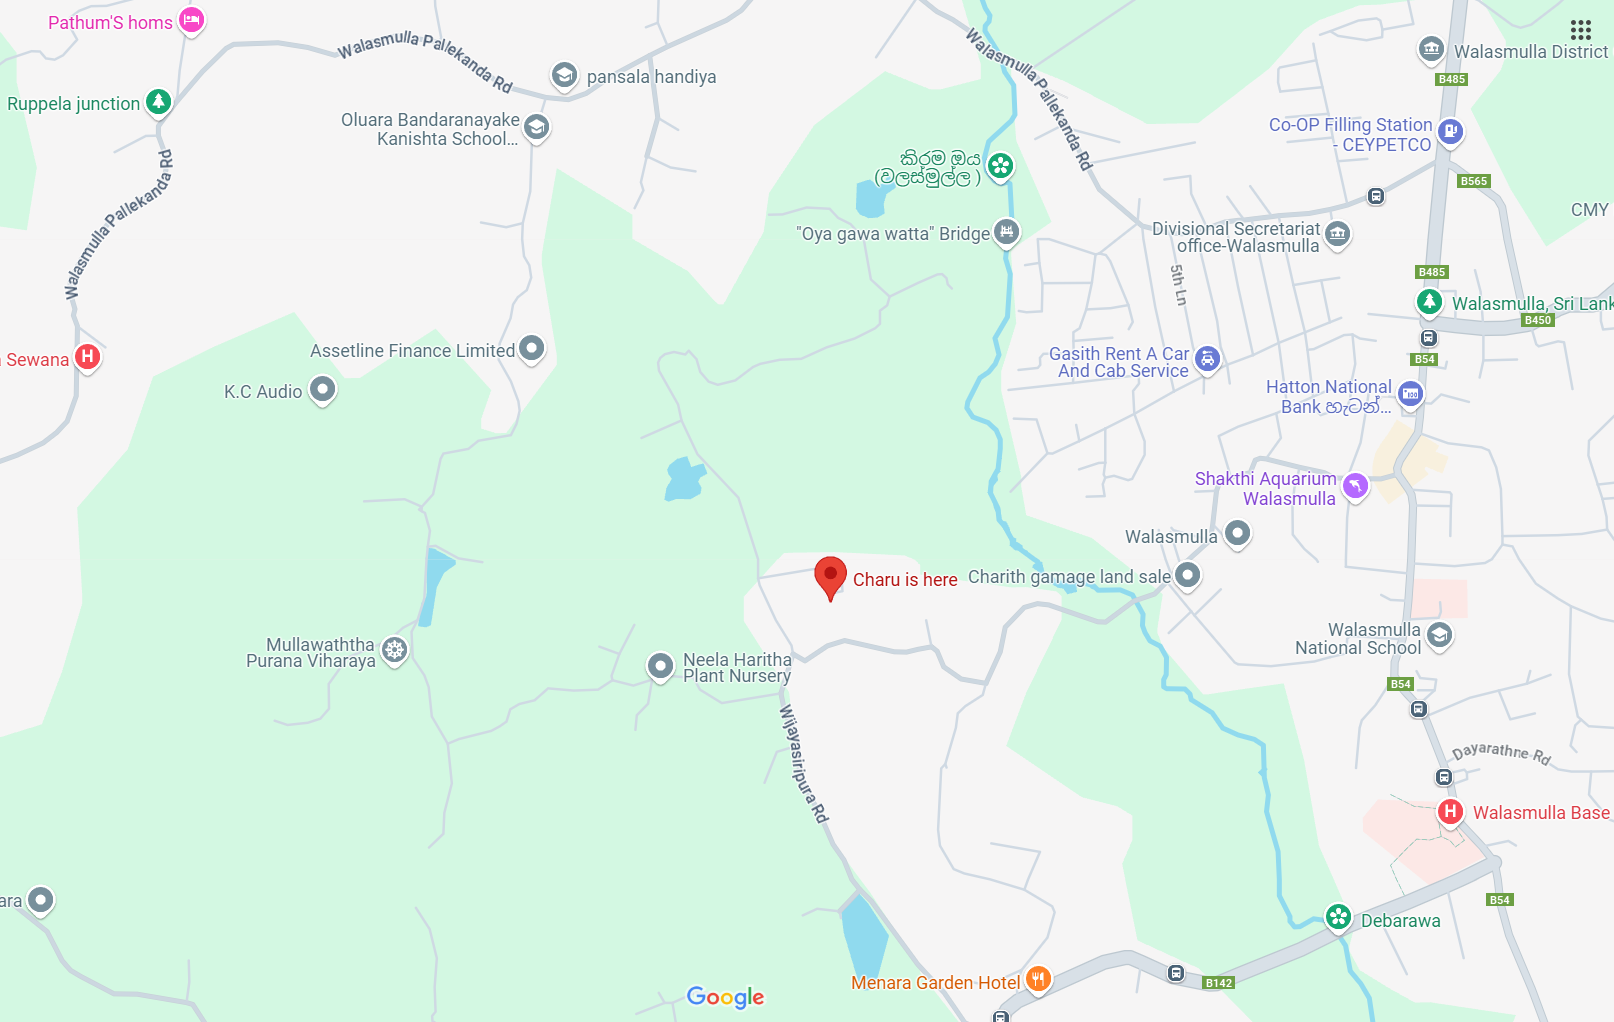 Pathum'S homs
Walasmulla Pallekanda Rd
pansala handiya
Ruppela junction
Oluara Bandaranayake
Kanishta School...
Walasmulla Pallekanda Rd
Walasmulla Pallekanda Rd
Walasmulla District
B485
Co-OP Filling Station
- CEYPETCO
B565
කිරම ඔය
(වලස්මුල්ල )
"Oya gawa watta" Bridge
Divisional Secretariat
office-Walasmulla
CMY
5th Ln
B485
Walasmulla, Sri Lank
B450
B54
Assetline Finance Limited
Sewana
H
K.C Audio
Gasith Rent A Car
And Cab Service
Hatton National
Bank හැටන්...
Shakthi Aquarium
Walasmulla
Walasmulla
Charu is here
Charith gamage land sale
Mullawaththa
Purana Viharaya
Neela Haritha
Plant Nursery
Walasmulla
National School
B54
Wijayasiripura Rd
Dayarathne Rd
H
Walasmulla Base
ara
B54
Debarawa
Menara Garden Hotel
B142
Google